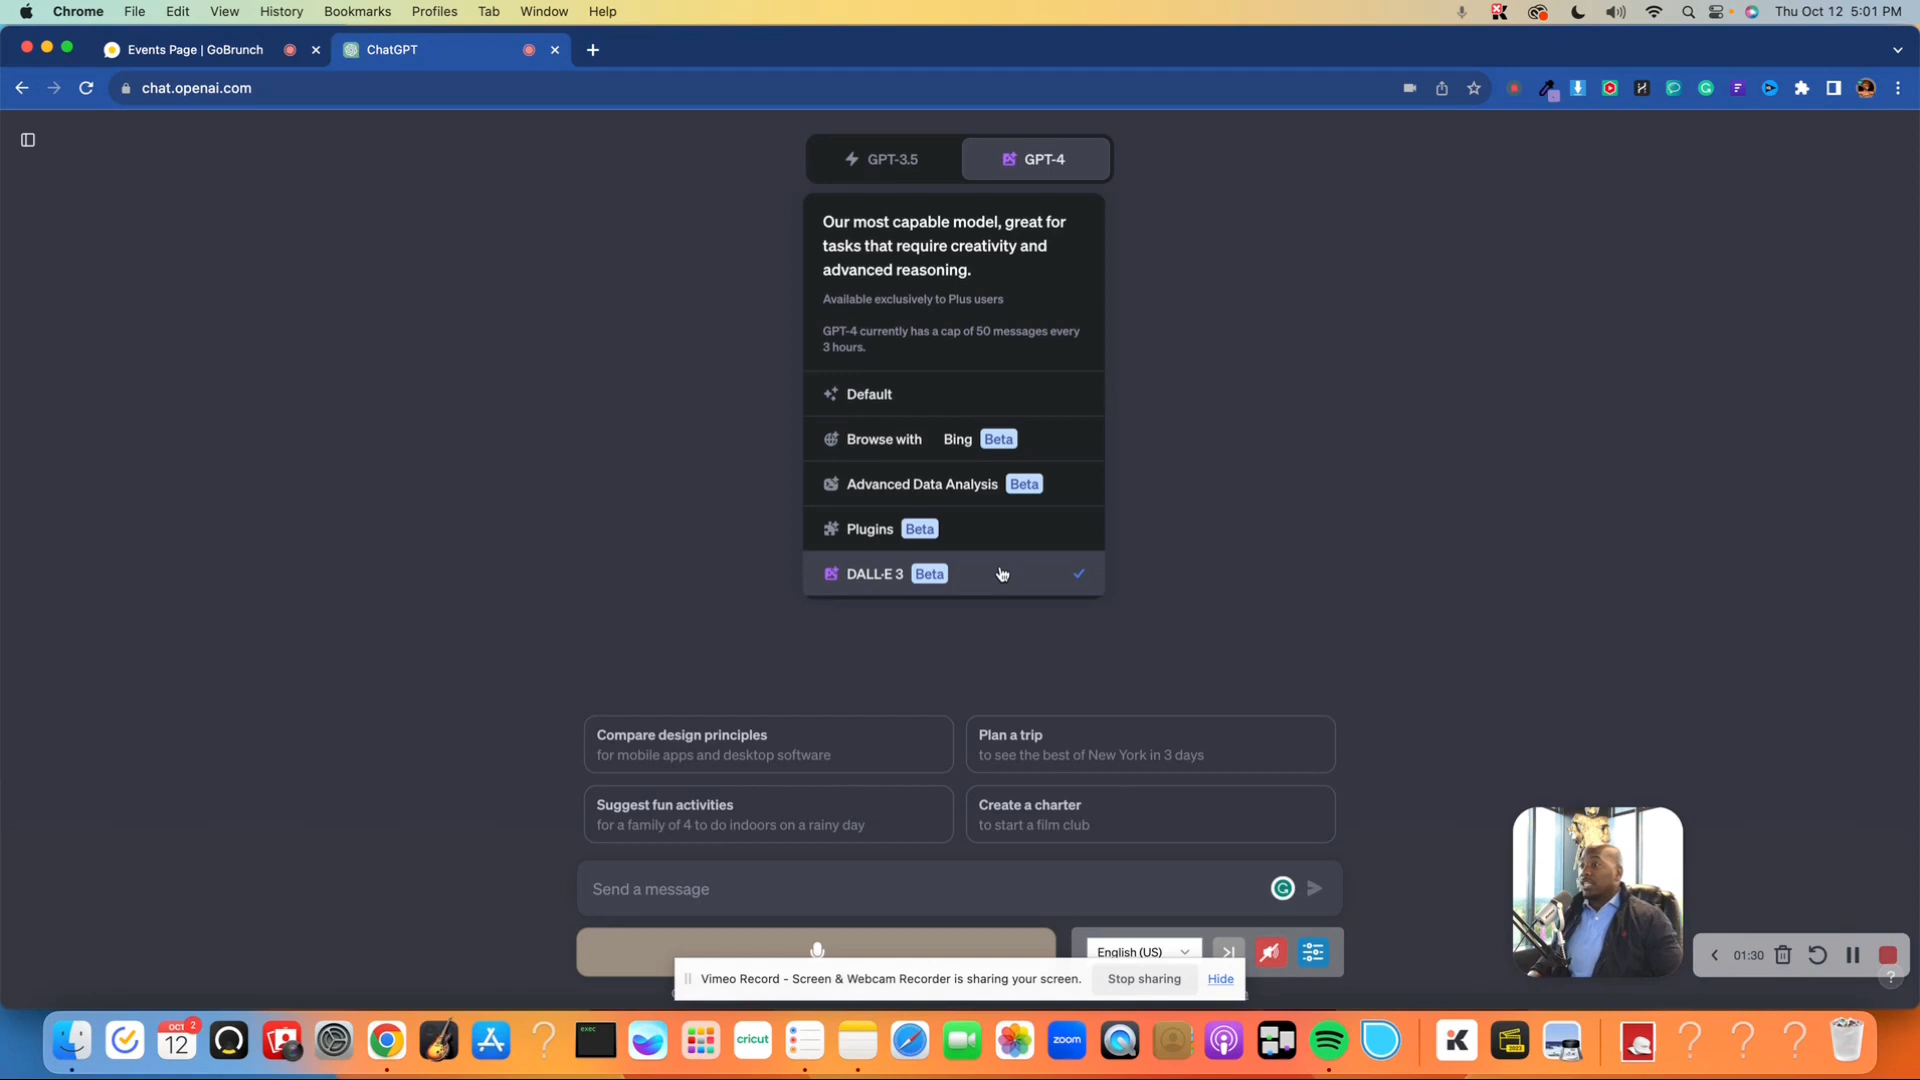 Chrome File Edit View History Bookmarks Profiles Tab Window Help Thu Oct 12 5:01 PM
Events Page | GoBrunch ChatGPT
chat.openai.com
GPT-3.5 GPT-4
Our most capable model, great for
tasks that require creativity and
advanced reasoning.
Available exclusively to Plus users
GPT-4 currently has a cap of 50 messages every
3 hours.
Default
Browse with Bing Beta
Advanced Data Analysis Beta
Plugins Beta
DALL·E 3 Beta
Compare design principles
for mobile apps and desktop software
Plan a trip
to see the best of New York in 3 days
Suggest fun activities
for a family of 4 to do indoors on a rainy day
Create a charter
to start a film club
Send a message
English (US)
01:30
Vimeo Record - Screen & Webcam Recorder is sharing your screen. Stop sharing Hide
OCT 2
12
exec
cricut
zoom